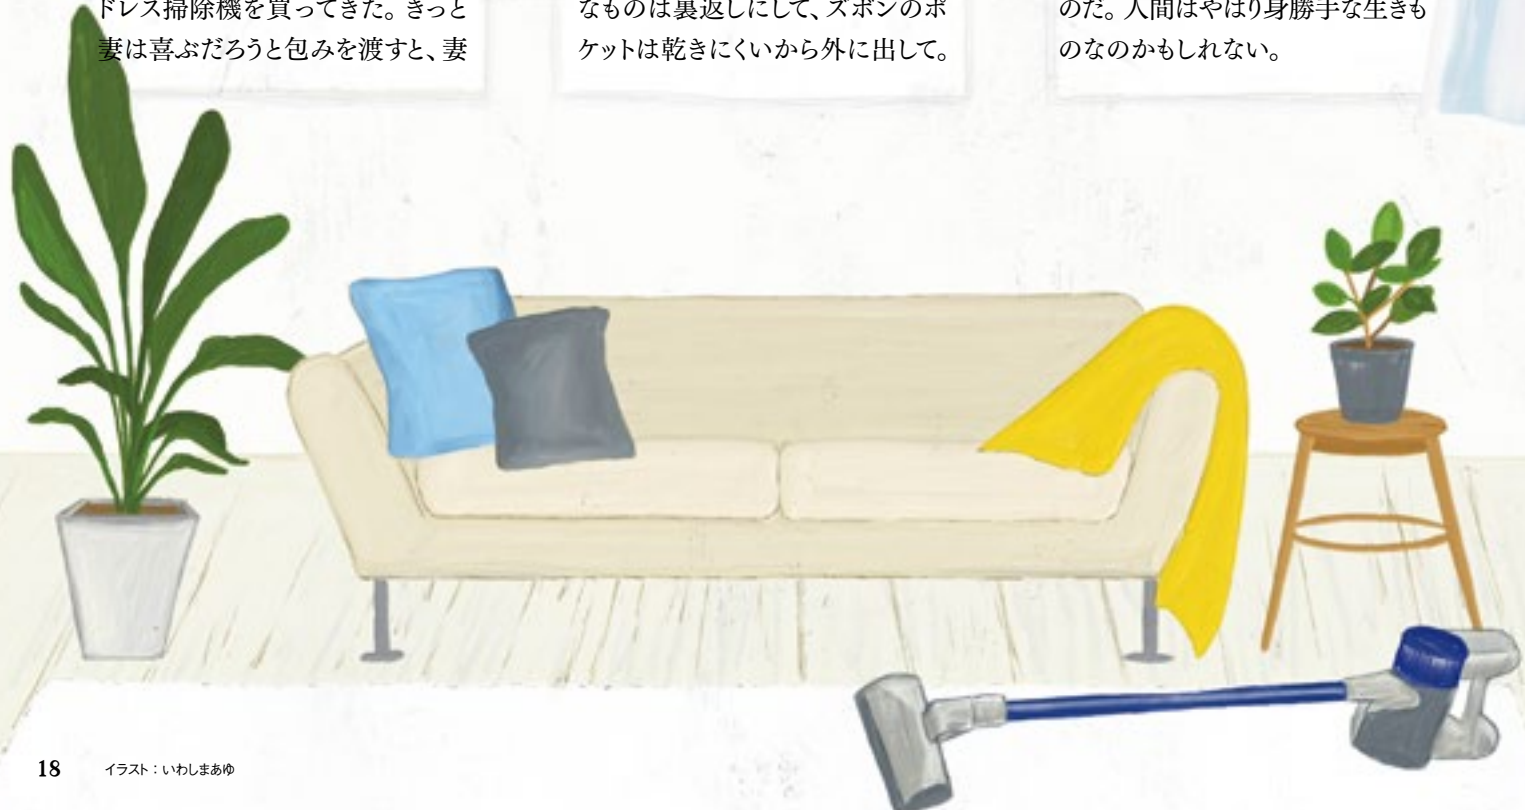 ドレス掃除機を買ってきた。きっと
妻は喜ぶだろうと包みを渡すと、妻
なものは裏返しにして、ズボンのポ
ケットは乾きにくいから外に出して。
のだ。人間はやはり身勝手な生きも
のなのかもしれない。
18
イラスト：いわしまあゆ